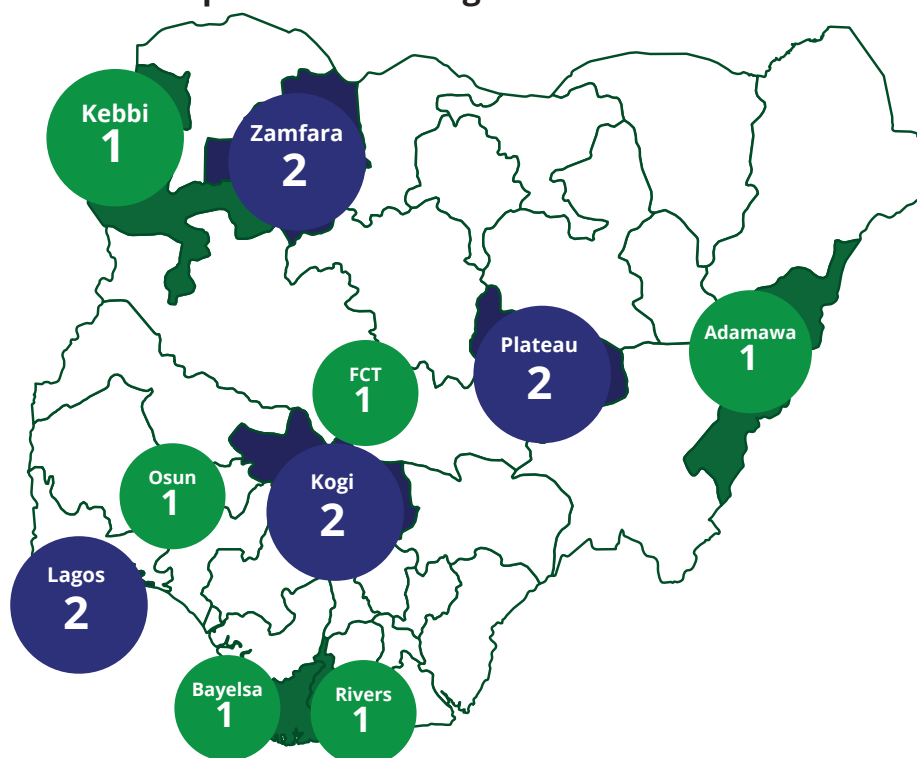 Kebbi
1
Zamfara
2
Plateau
2
Adamawa
1
FCT
1
Osun
1
Kogi
2
Lagos
2
Bayelsa
1
Rivers
1